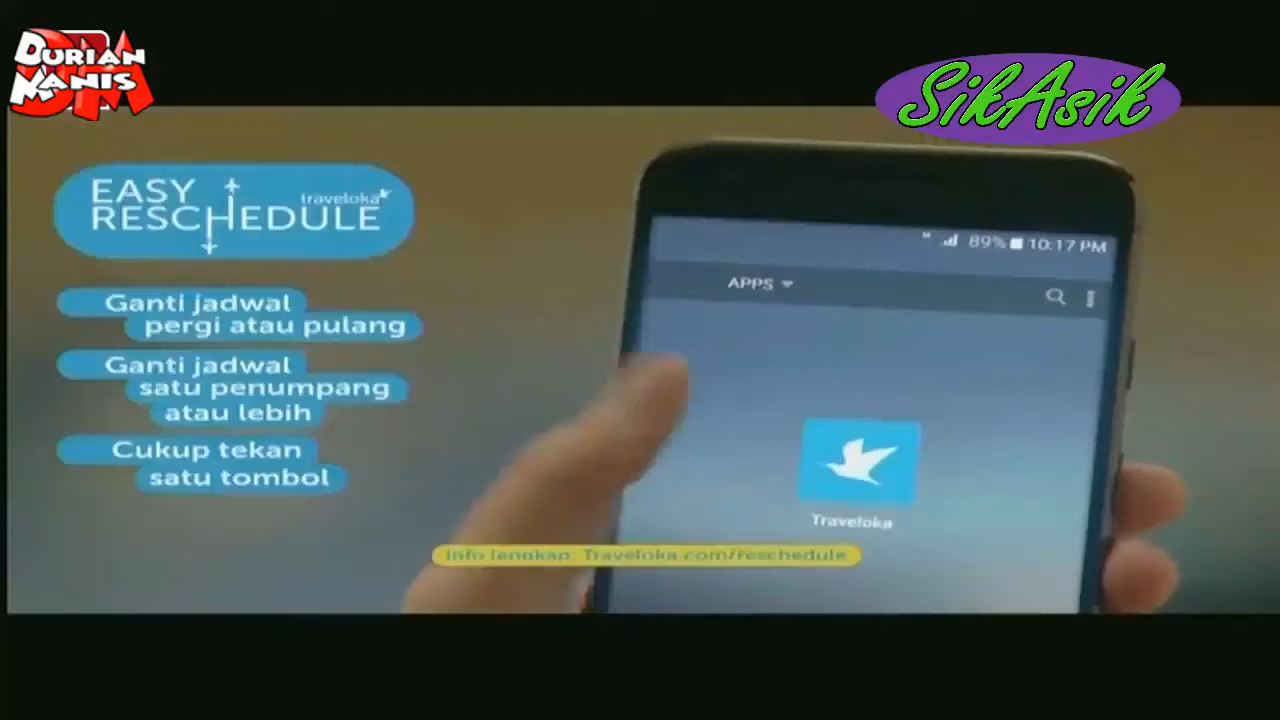 DURIAN
MANIS
DM
SikAsik
EASY
RESCHEDULE
traveloka
Ganti jadwal
pergi atau pulang
Ganti jadwal
satu penumpang
atau lebih
Cukup tekan
satu tombol
89% 10:17 PM
APPS
Traveloka
Info lengkap: Traveloka.com/reschedule